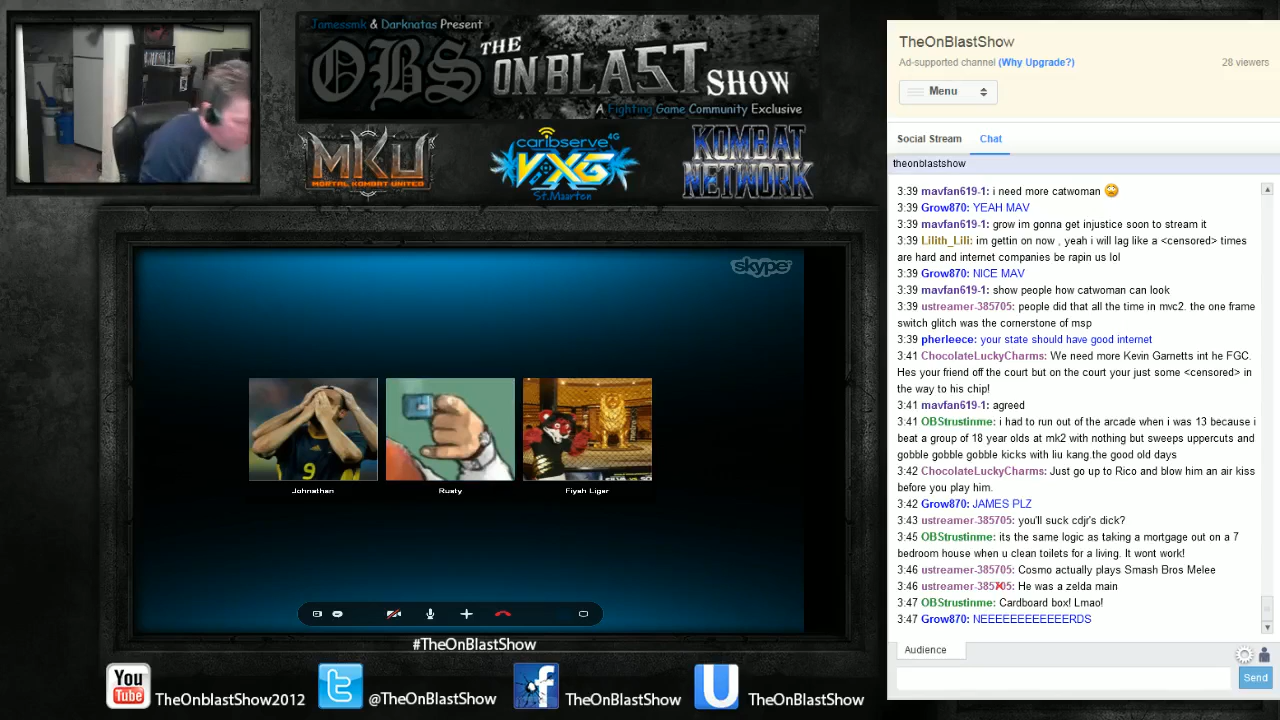 Jamessmk & Darknatas Present
OBS THE ON BLAST SHOW
A Fighting Game Community Exclusive
MKU
MORTAL KOMBAT UNITED
caribserve 4G
VXG
St.Maarten
KOMBAT
NETWORK
skype
Johnathan
Rusty
Fiyah Liger
#TheOnBlastShow
You Tube TheOnblastShow2012
@TheOnBlastShow
TheOnBlastShow
TheOnBlastShow
TheOnBlastShow
Ad-supported channel (Why Upgrade?)
28 viewers
Menu
Social Stream
Chat
theonblastshow
3:39 mavfan619-1: i need more catwoman
3:39 Grow870: YEAH MAV
3:39 mavfan619-1: grow im gonna get injustice soon to stream it
3:39 Lilith_Lili: im gettin on now , yeah i will lag like a <censored> times
are hard and internet companies be rapin us lol
3:39 Grow870: NICE MAV
3:39 mavfan619-1: show people how catwoman can look
3:39 ustreamer-385705: people did that all the time in mvc2. the one frame
switch glitch was the cornerstone of msp
3:39 pherleece: your state should have good internet
3:41 ChocolateLuckyCharms: We need more Kevin Garnetts int he FGC.
Hes your friend off the court but on the court your just some <censored> in
the way to his chip!
3:41 mavfan619-1: agreed
3:41 OBStrustinme: i had to run out of the arcade when i was 13 because i
beat a group of 18 year olds at mk2 with nothing but sweeps uppercuts and
gobble gobble gobble kicks with liu kang.the good old days
3:42 ChocolateLuckyCharms: Just go up to Rico and blow him an air kiss
before you play him.
3:42 Grow870: JAMES PLZ
3:43 ustreamer-385705: you'll suck cdjr's dick?
3:45 OBStrustinme: its the same logic as taking a mortgage out on a 7
bedroom house when u clean toilets for a living. It wont work!
3:46 ustreamer-385705: Cosmo actually plays Smash Bros Melee
3:46 ustreamer-385705: He was a zelda main
3:47 OBStrustinme: Cardboard box! Lmao!
3:47 Grow870: NEEEEEEEEEEEERDS
Audience
Send